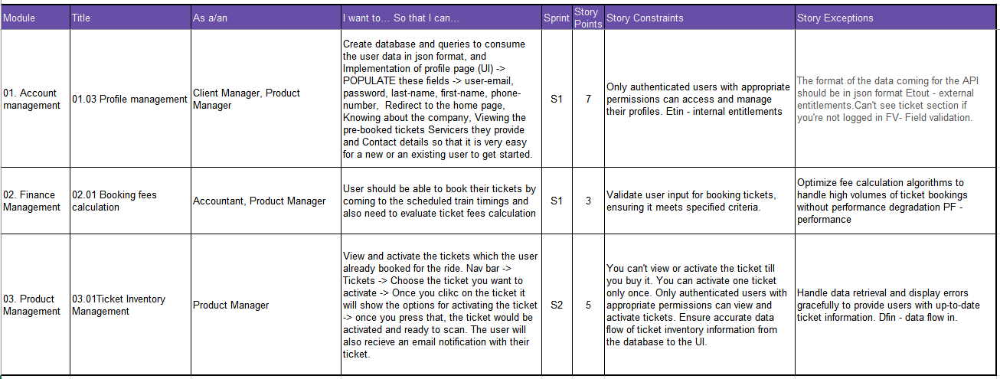 Module Title As a/an I want to... So that I can... Sprint Story Points Story Constraints Story Exceptions
01. Account
management
01.03 Profile management
Client Manager, Product
Manager
Create database and queries to consume
the user data in json format, and
Implementation of profile page (UI) ->
POPULATE these fields -> user-email,
password, last-name, first-name, phone-
number, Redirect to the home page,
Knowing about the company, Viewing the
pre-booked tickets Servicers they provide
and Contact details so that it is very easy
for a new or an existing user to get started.
S1
7
Only authenticated users with appropriate
permissions can access and manage
their profiles. Etin - internal entitlements
The format of the data coming for the API
should be in json format Etout - external
entitlements.Can't see ticket section if
you're not logged in FV- Field validation.
02. Finance
Management
02.01 Booking fees
calculation
Accountant, Product Manager
User should be able to book their tickets by
coming to the scheduled train timings and
also need to evaluate ticket fees calculation
S1
3
Validate user input for booking tickets,
ensuring it meets specified criteria.
Optimize fee calculation algorithms to
handle high volumes of ticket bookings
without performance degradation PF -
performance
03. Product
Management
03.01Ticket Inventory
Management
Product Manager
View and activate the tickets which the user
already booked for the ride. Nav bar ->
Tickets -> Choose the ticket you want to
activate -> Once you clikc on the ticket it
will show the options for activating the ticket
-> once you press that, the ticket would be
activated and ready to scan. The user will
also recieve an email notification with their
ticket.
S2
5
You can't view or activate the ticket till
you buy it. You can activate one ticket
only once. Only authenticated users with
appropriate permissions can view and
activate tickets. Ensure accurate data
flow of ticket inventory information from
the database to the UI.
Handle data retrieval and display errors
gracefully to provide users with up-to-date
ticket information. Dfin - data flow in.